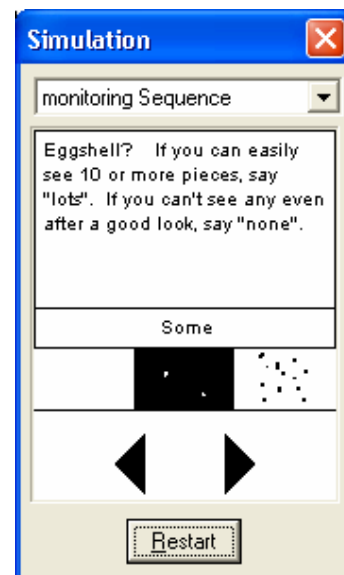 Simulation
monitoring Sequence
Eggshell? If you can easily
see 10 or more pieces, say
"lots". If you can't see any even
after a good look, say "none".
Some
Restart